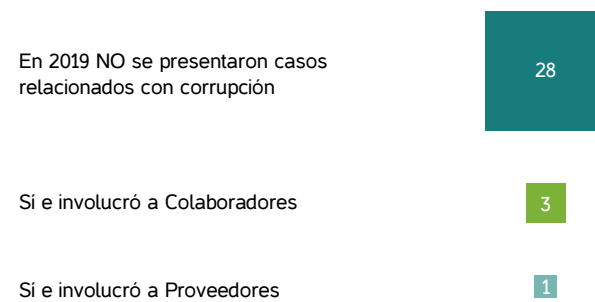 En 2019 NO se presentaron casos
relacionados con corrupción
28
Sí e involucró a Colaboradores
3
Sí e involucró a Proveedores
1